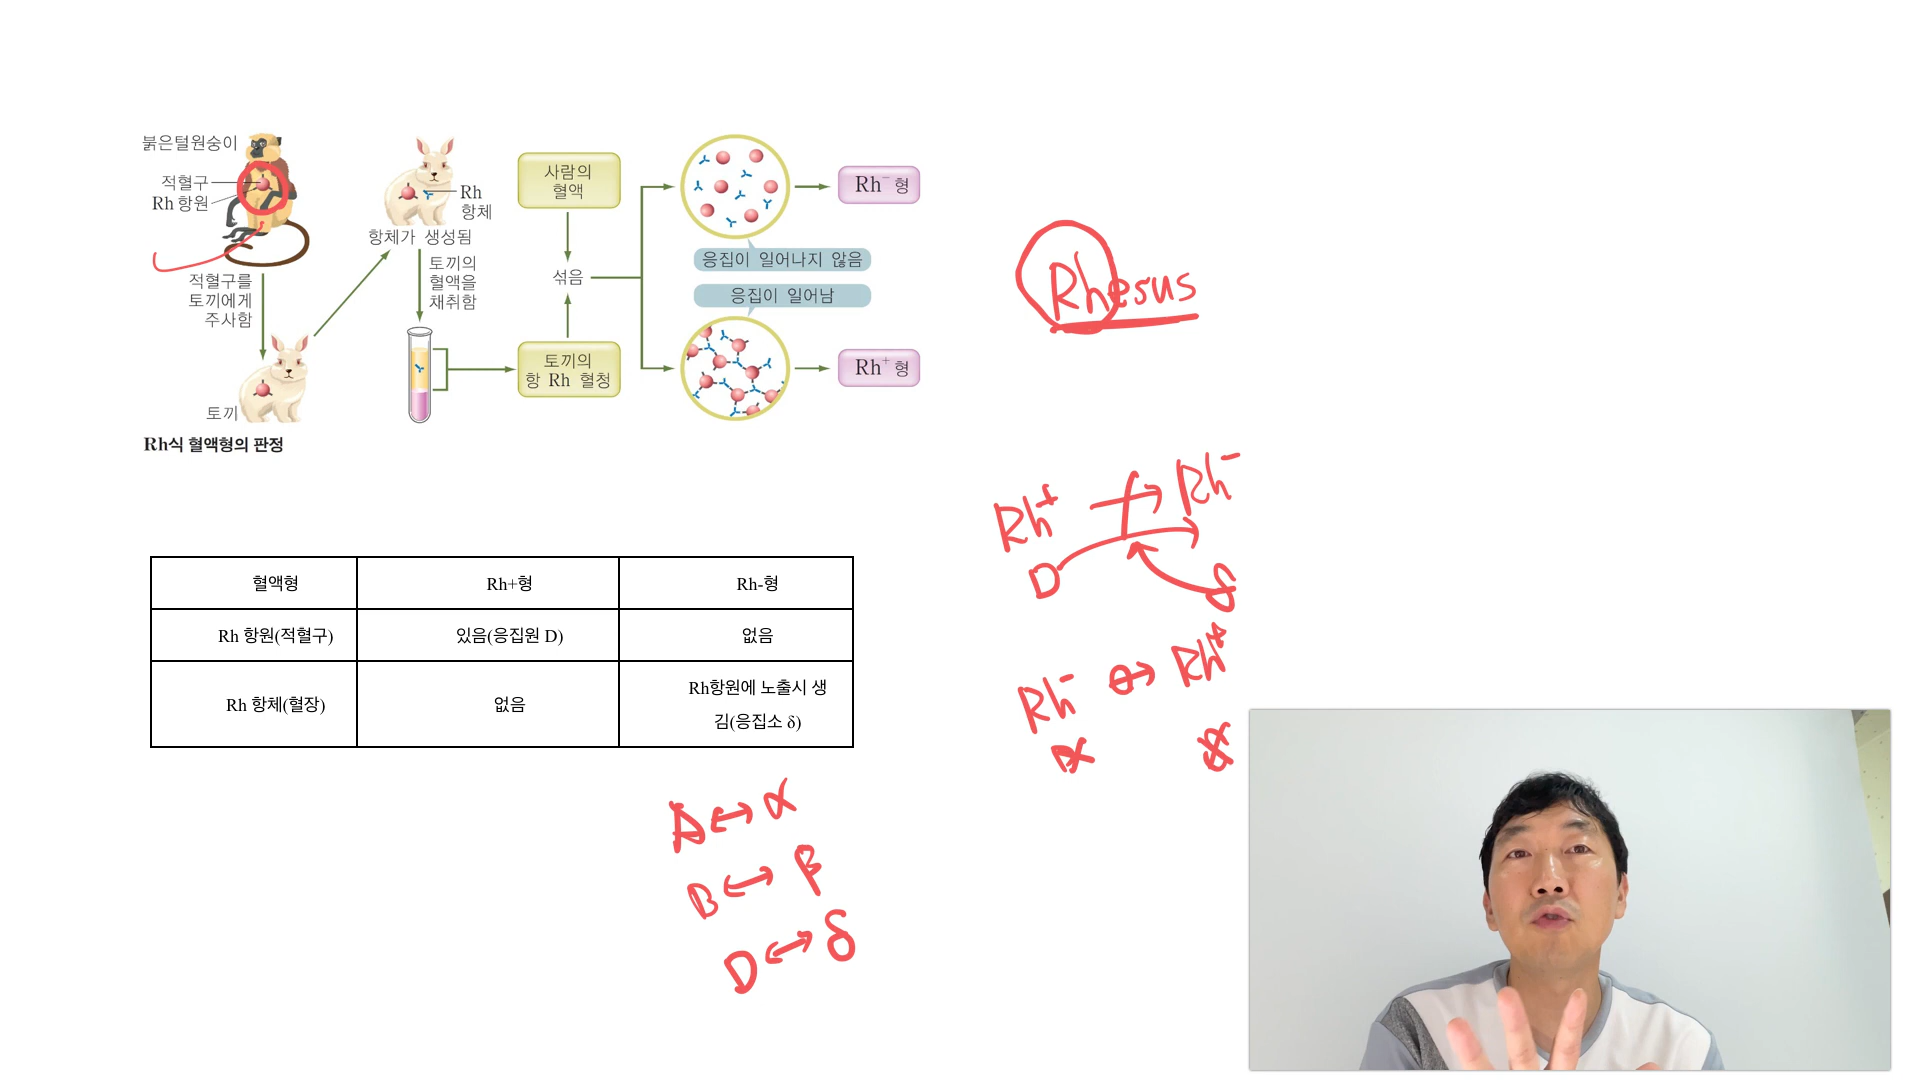 붉은털원숭이
적혈구
Rh 항원
적혈구를
토끼에게
주사함
토끼
Rh
항체
항체가 생성됨
토끼의
혈액을
채취함
사람의
혈액
섞음
토끼의
항 Rh 혈청
응집이 일어나지 않음
응집이 일어남
Rh⁻형
Rh⁺형
Rh식 혈액형의 판정
Rhesus
혈액형 Rh+형 Rh-형
Rh 항원(적혈구) 있음(응집원 D) 없음
Rh 항체(혈장) 없음 Rh항원에 노출시 생
김(응집소 δ)
Rh⁺ → Rh⁻
D δ
Rh⁻ → Rh⁺
D δ
A ↔ α
B ↔ β
D ↔ δ